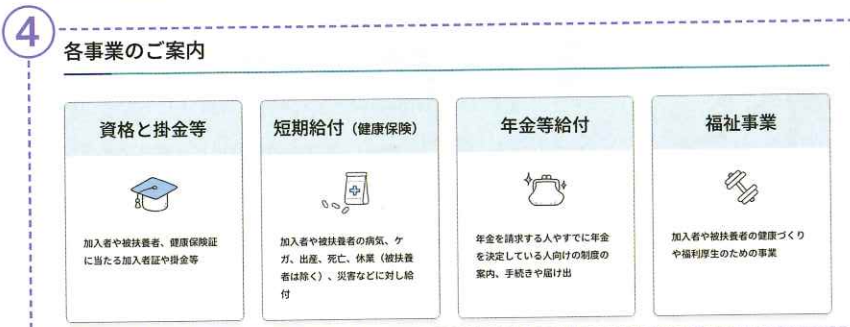 4
各事業のご案内
資格と掛金等
加入者や被扶養者、健康保険証
に当たる加入者証や掛金等
短期給付（健康保険）
加入者や被扶養者の病気、ケ
ガ、出産、死亡、休業（被扶養
者は除く）、災害などに対し給
付
年金等給付
年金を請求する人やすでに年金
を決定している人向けの制度の
案内、手続きや届け出
福祉事業
加入者や被扶養者の健康づくり
や福利厚生のための事業